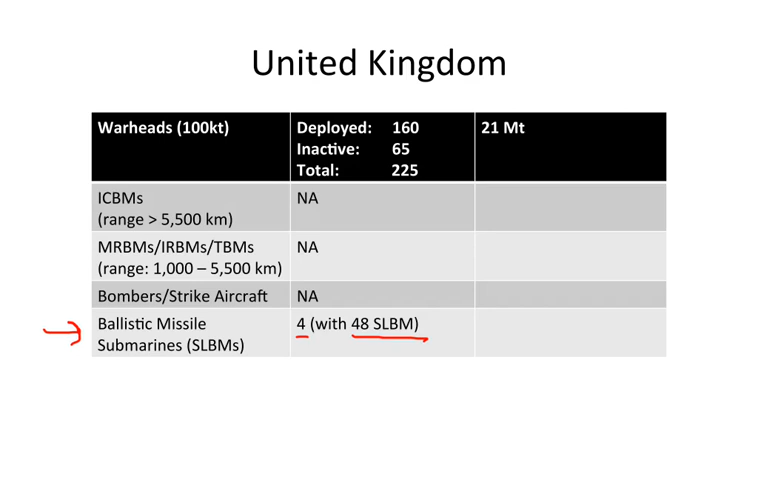 United Kingdom
Warheads (100kt)
Deployed: 160
Inactive: 65
Total: 225
21 Mt
ICBMs
(range > 5,500 km)
NA
MRBMs/IRBMs/TBMs
(range: 1,000 – 5,500 km)
NA
Bombers/Strike Aircraft
NA
Ballistic Missile
Submarines (SLBMs)
4 (with 48 SLBM)